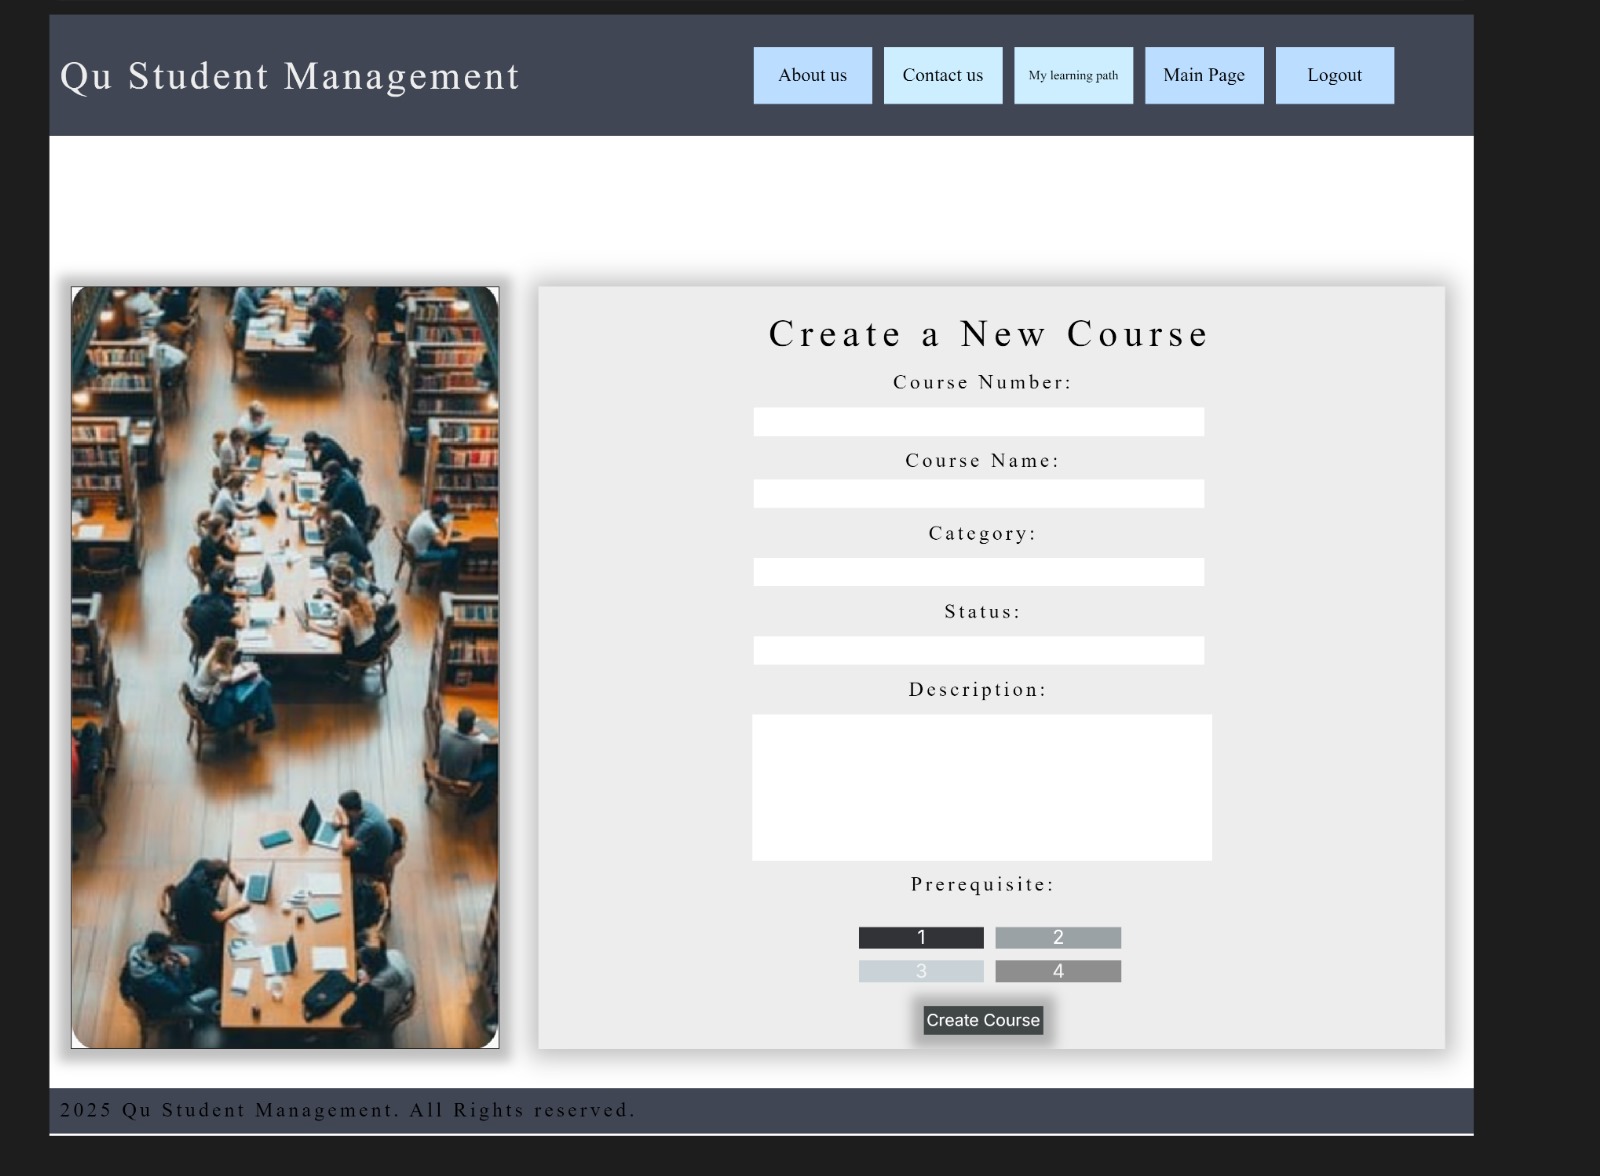 Qu Student Management
About us
Contact us
My learning path
Main Page
Logout
Create a New Course
Course Number:
Course Name:
Category:
Status:
Description:
Prerequisite:
1
2
3
4
Create Course
2025 Qu Student Management. All Rights reserved.